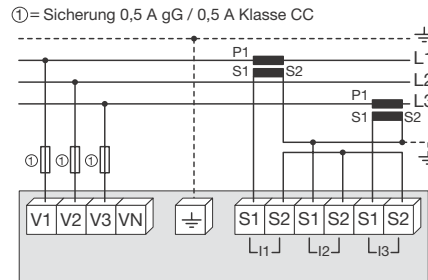 ①= Sicherung 0,5 A gG / 0,5 A Klasse CC
P1 L1
S1 S2
L2
P1 L3
S1 S2
① ① ①
V1 V2 V3 VN S1 S2 S1 S2 S1 S2
I1 I2 I3